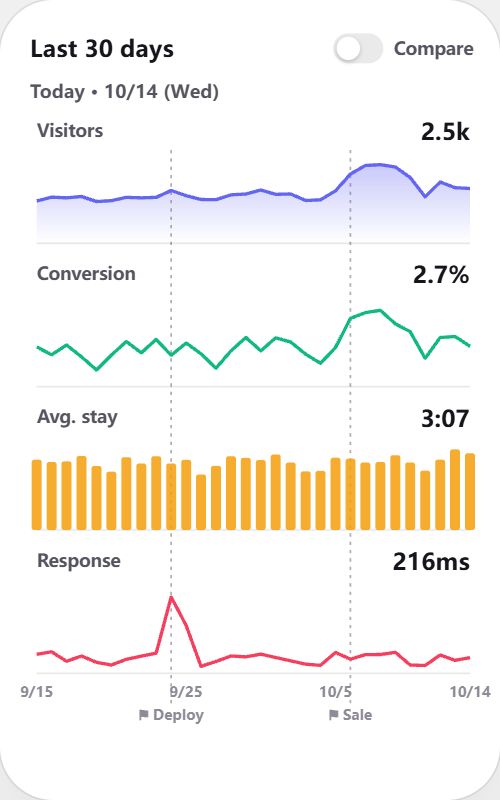 Last 30 days
Compare
Today • 10/14 (Wed)
Visitors
2.5k
Conversion
2.7%
Avg. stay
3:07
Response
216ms
9/15 9/25 10/5 10/14
Deploy Sale